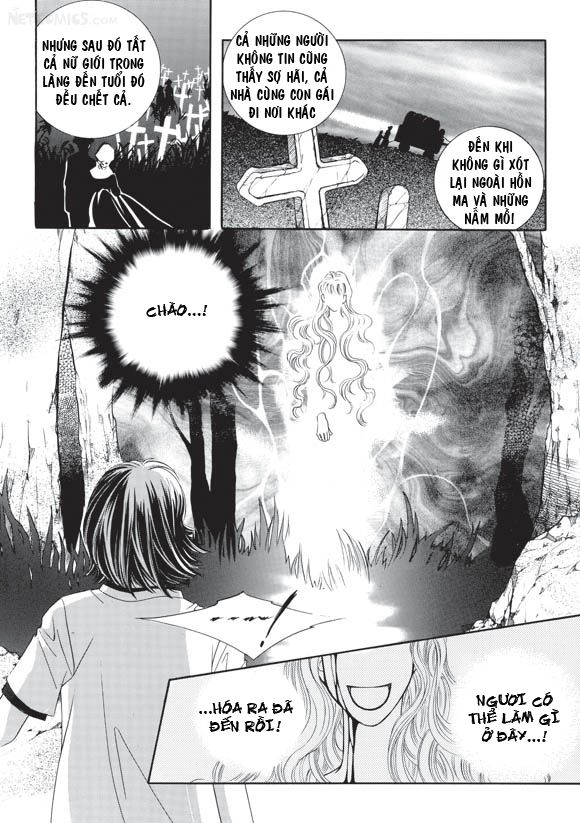 NETCOMICS.COM
NHƯNG SAU ĐÓ TẤT
CẢ NỮ GIỚI TRONG
LÀNG ĐẾN TUỔI ĐÓ
ĐỀU CHẾT CẢ.
CẢ NHỮNG NGƯỜI
KHÔNG TIN CŨNG
THẤY SỢ HÃI, CẢ
NHÀ CÙNG CON GÁI
ĐI NƠI KHÁC
ĐẾN KHI
KHÔNG GÌ XÓT
LẠI NGOÀI HỒN
MA VÀ NHỮNG
NẤM MỒ!
CHÀO...!
NGƯƠI CÓ
THỂ LÀM GÌ
Ở ĐÂY...!
...HÓA RA ĐÃ
ĐẾN RỒI!